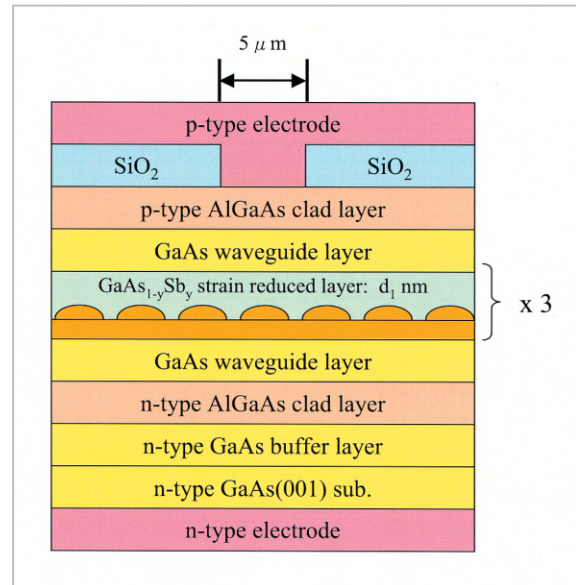 5 μm
p-type electrode
SiO₂ SiO₂
p-type AlGaAs clad layer
GaAs waveguide layer
GaAs₁₋ySby strain reduced layer: d₁ nm
x 3
GaAs waveguide layer
n-type AlGaAs clad layer
n-type GaAs buffer layer
n-type GaAs(001) sub.
n-type electrode